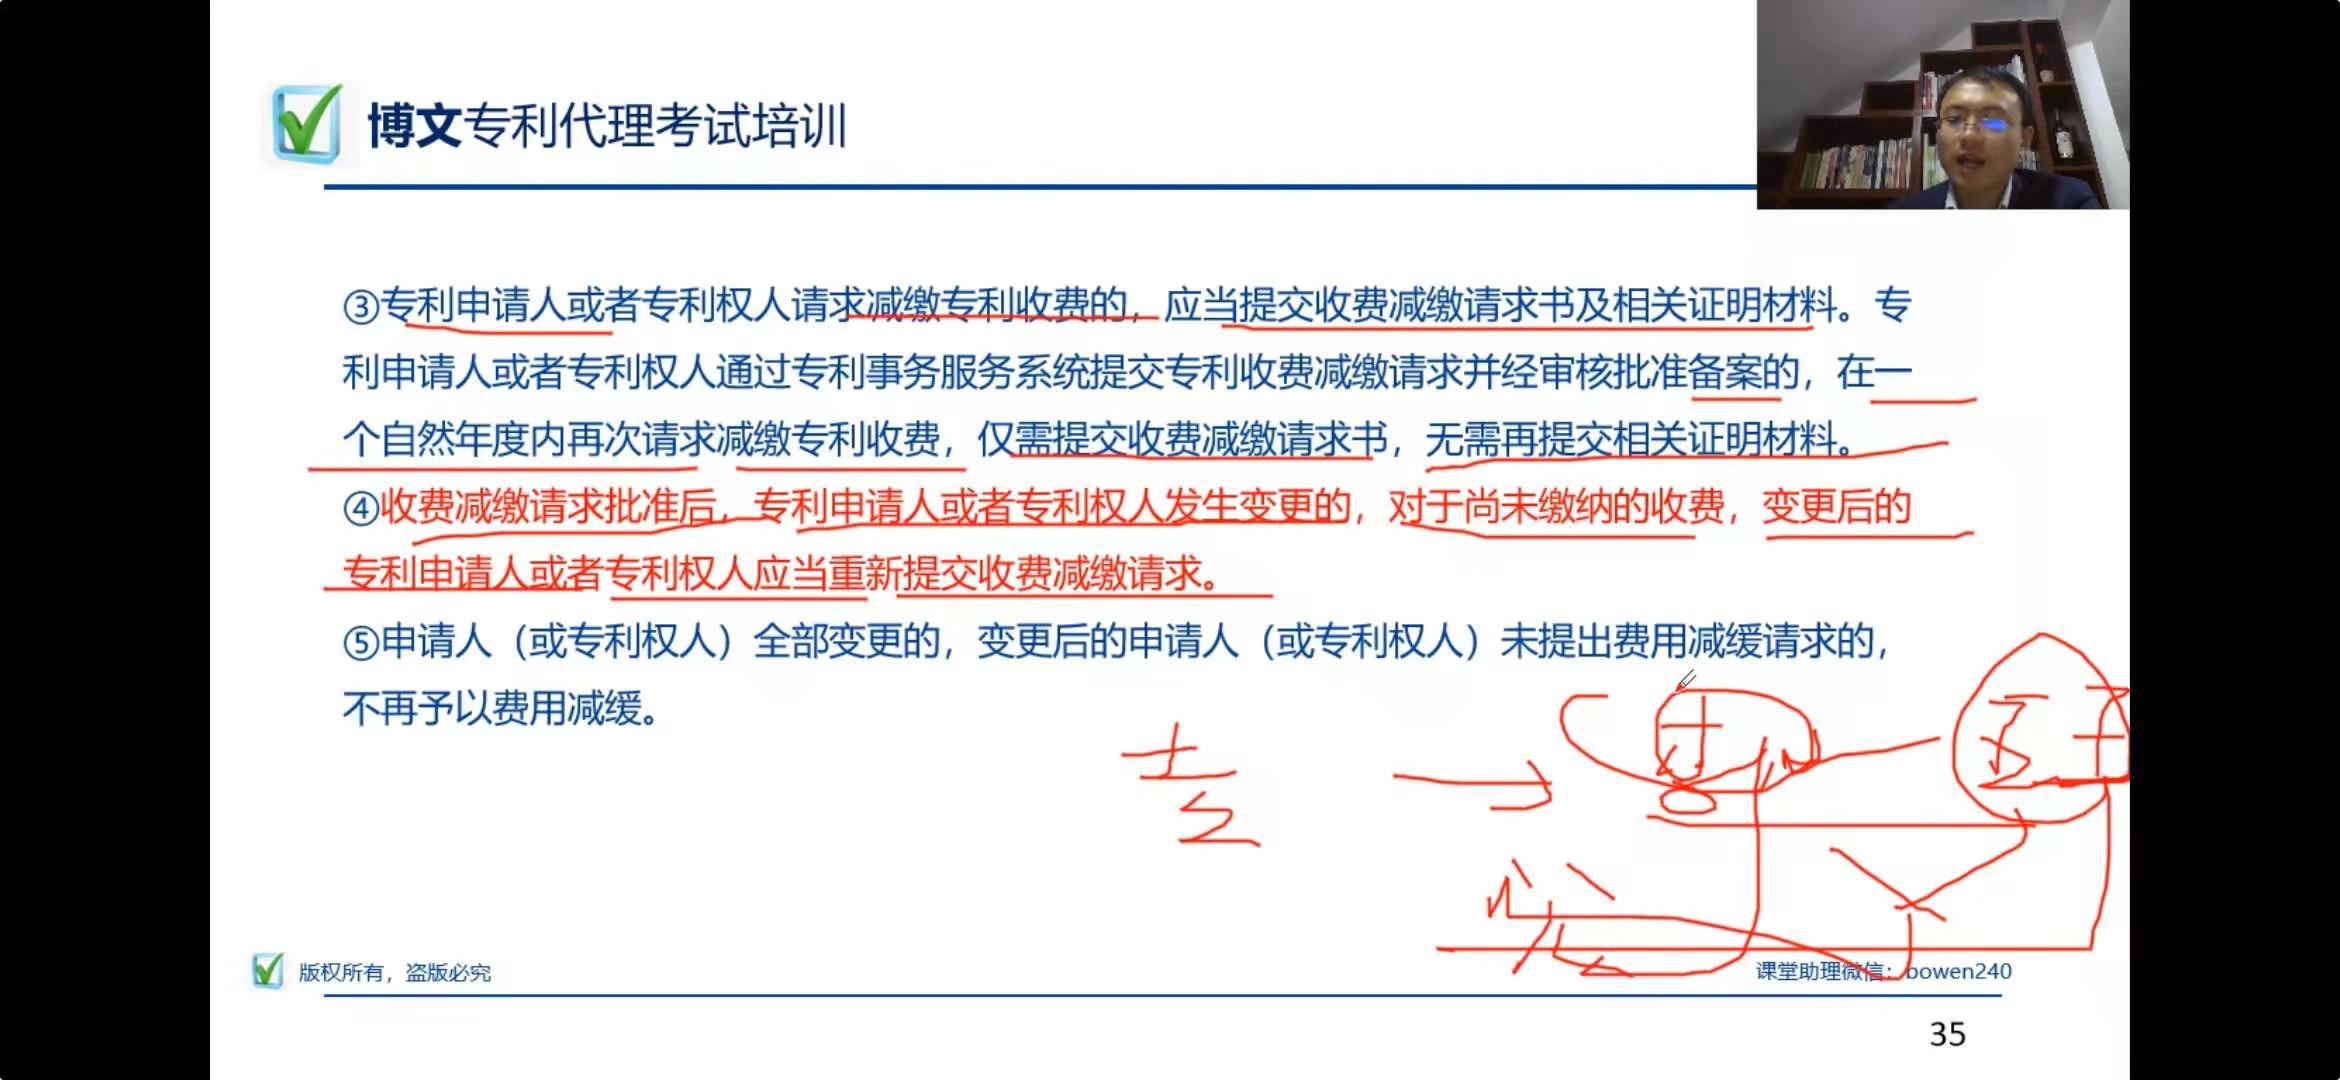 博文专利代理考试培训
③专利申请人或者专利权人请求减缴专利收费的，应当提交收费减缴请求书及相关证明材料。专
利申请人或者专利权人通过专利事务服务系统提交专利收费减缴请求并经审核批准备案的，在一
个自然年度内再次请求减缴专利收费，仅需提交收费减缴请求书，无需再提交相关证明材料。
④收费减缴请求批准后，专利申请人或者专利权人发生变更的，对于尚未缴纳的收费，变更后的
专利申请人或者专利权人应当重新提交收费减缴请求。
⑤申请人（或专利权人）全部变更的，变更后的申请人（或专利权人）未提出费用减缓请求的，
不再予以费用减缓。
版权所有，盗版必究
课堂助理微信：bowen240
35